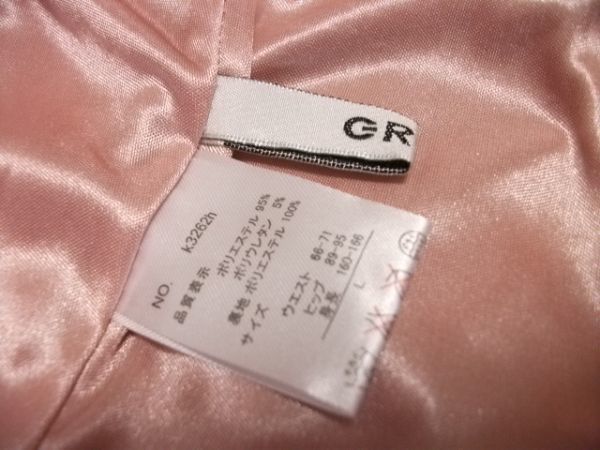 GR
NO. k3262h
品質表示 ポリエステル 95%
ポリウレタン 5%
裏地 ポリエステル 100%
サイズ
ウエスト 66-71
ヒップ 89-95
身長 160-166
L